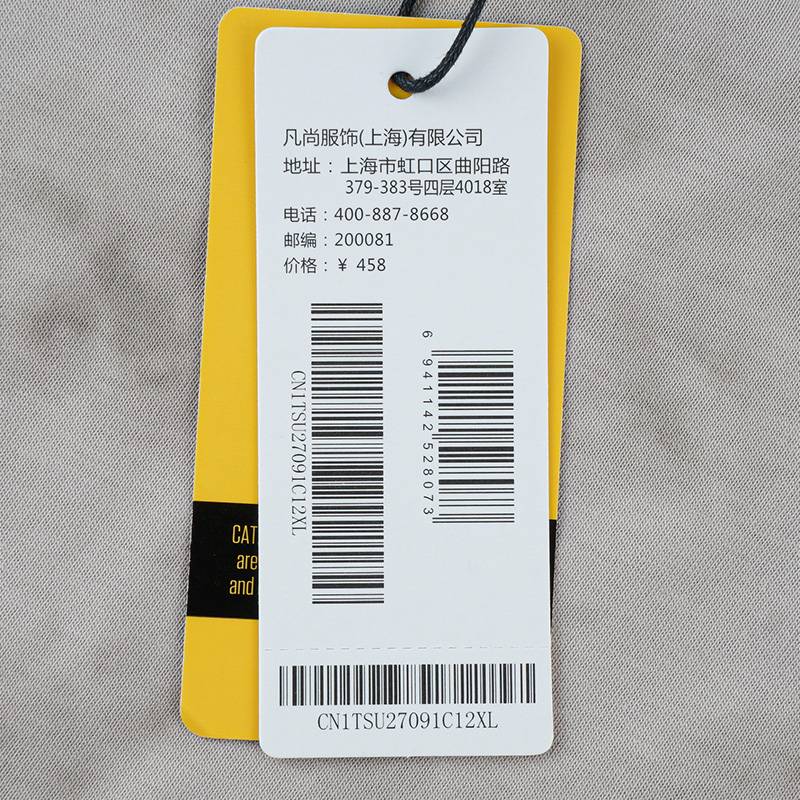 凡尚服饰(上海)有限公司
地址：上海市虹口区曲阳路
379-383号四层4018室
电话：400-887-8668
邮编：200081
价格：¥ 458
CN1TSU27091C12XL
6 941142 528073
CN1TSU27091C12XL
CAT
are
and